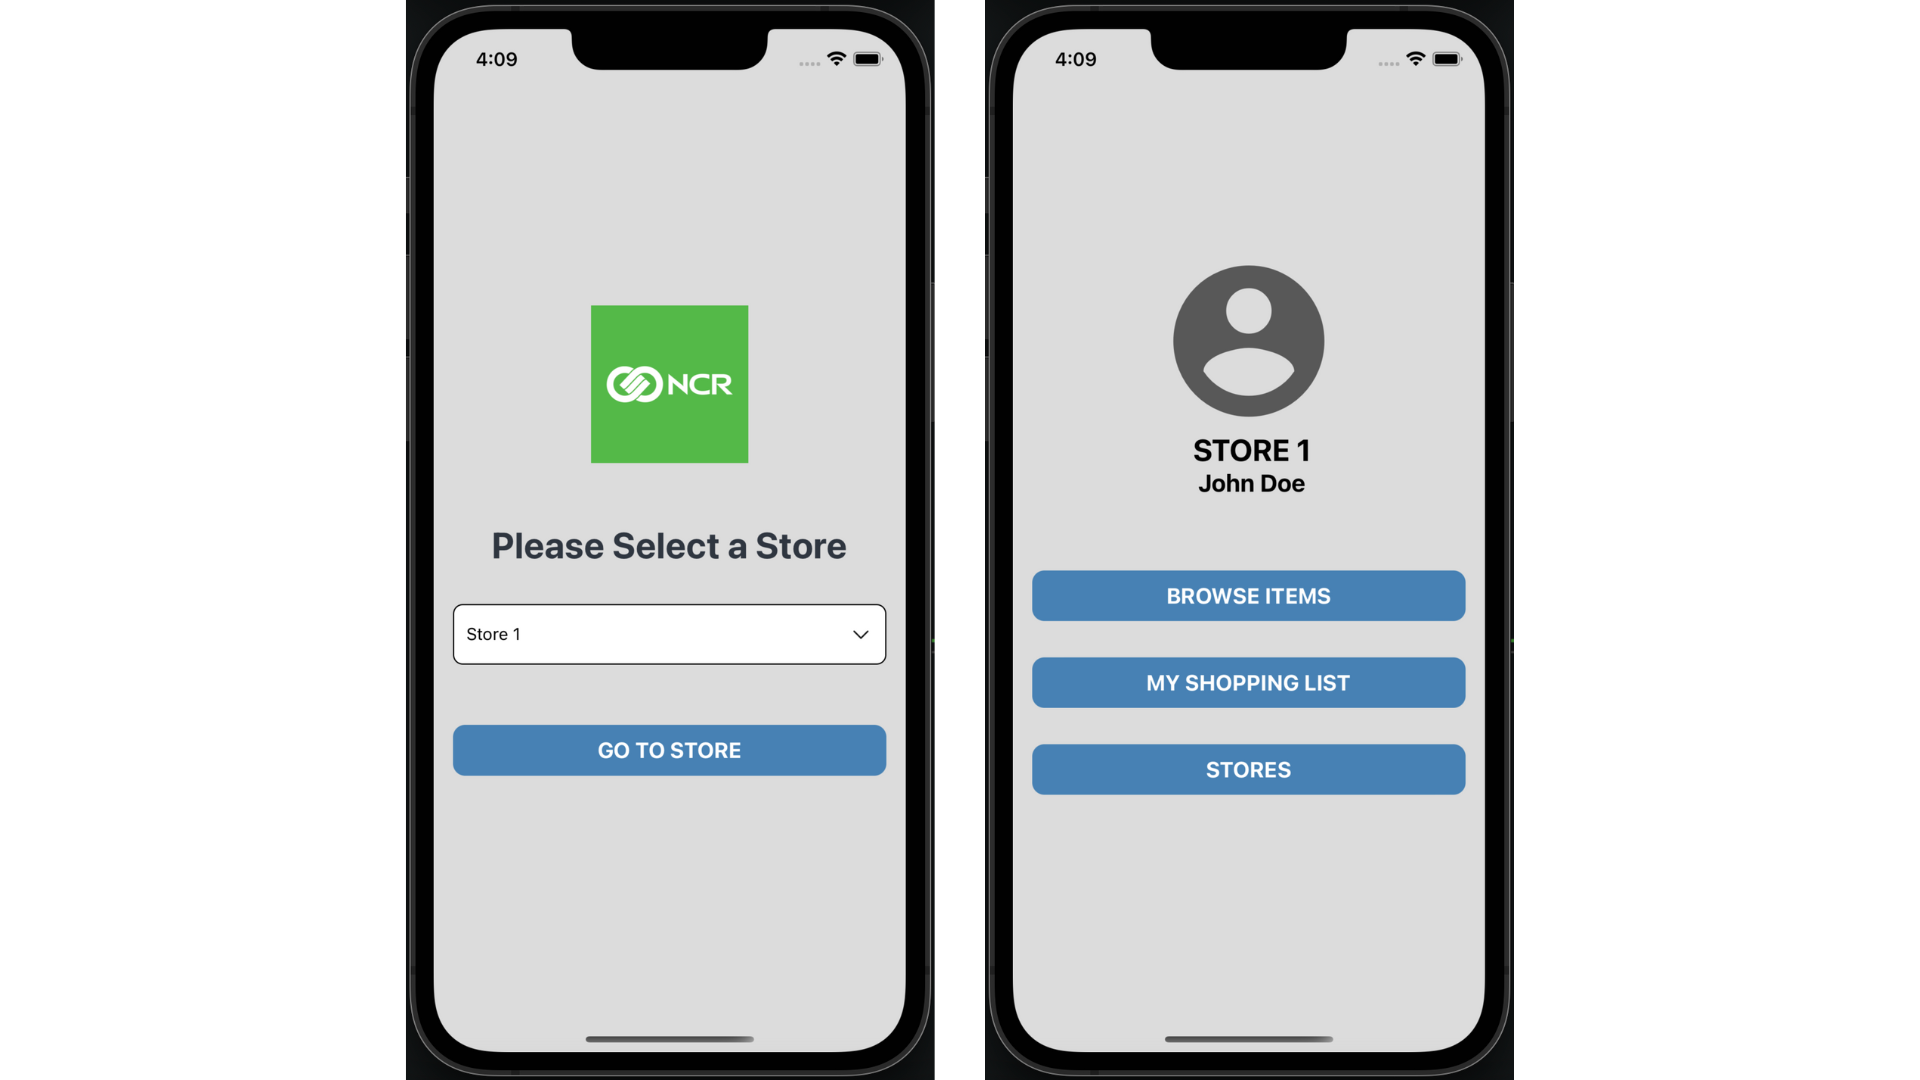 4:09
NCR
Please Select a Store
Store 1
GO TO STORE
4:09
STORE 1
John Doe
BROWSE ITEMS
MY SHOPPING LIST
STORES